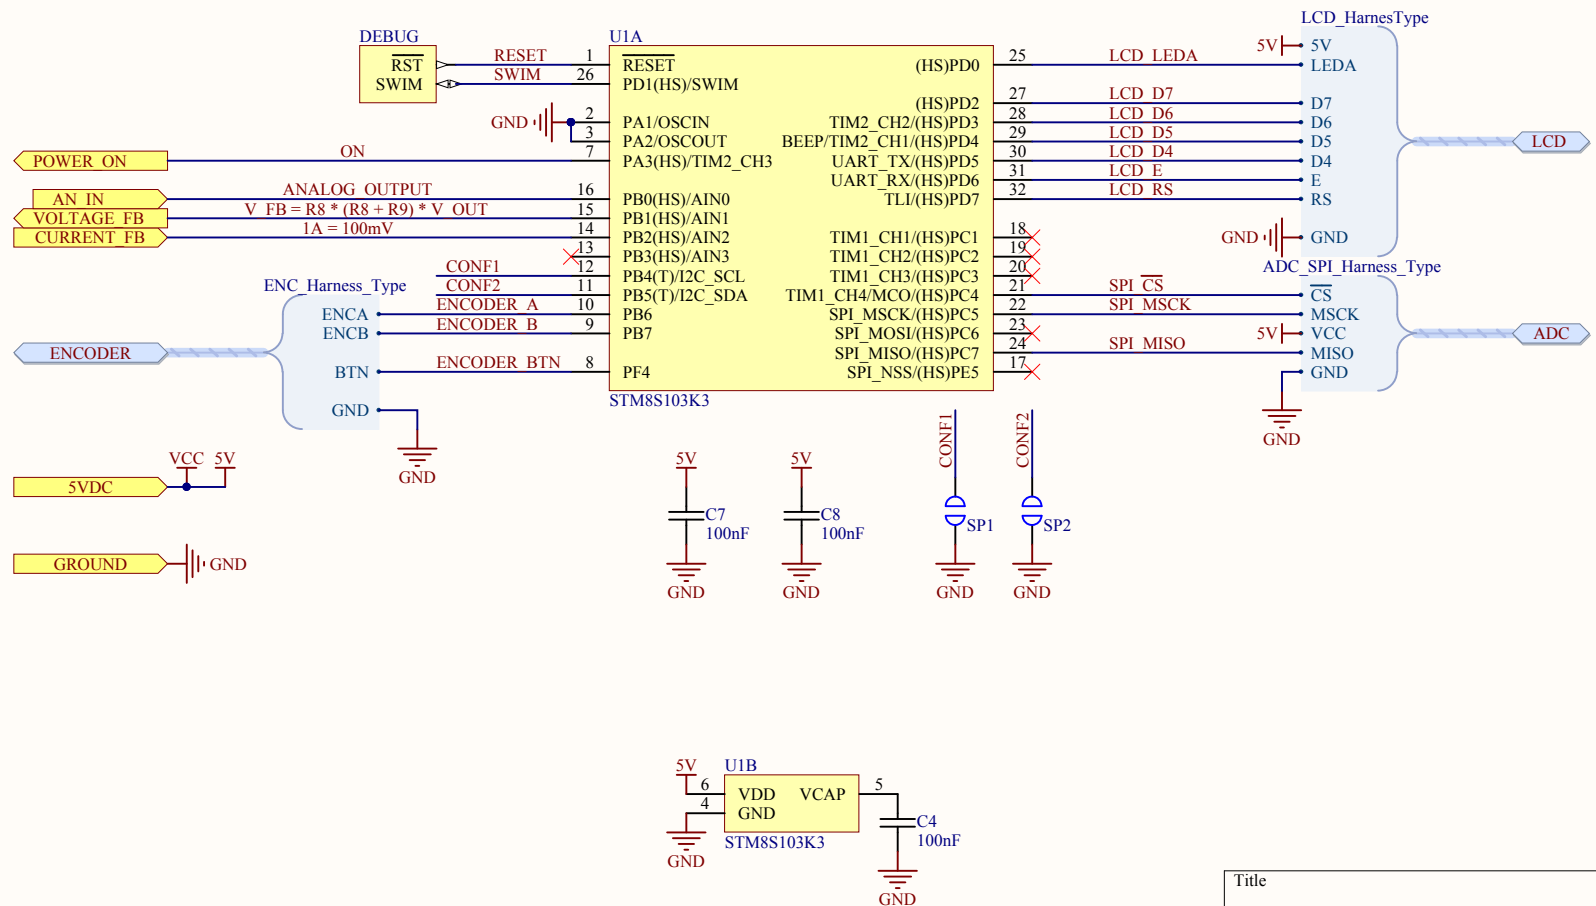 LCD_HarnesType
DEBUG
U1A
RST
SWIM
RESET
SWIM
1
26
RESET
PD1(HS)/SWIM
(HS)PD0
25
LCD_LEDA
5V
5V
LEDA
GND
2
3
PA1/OSCIN
PA2/OSCOUT
(HS)PD2
TIM2_CH2/(HS)PD3
BEEP/TIM2_CH1/(HS)PD4
UART_TX/(HS)PD5
UART_RX/(HS)PD6
TLI/(HS)PD7
27
28
29
30
31
32
LCD_D7
LCD_D6
LCD_D5
LCD_D4
LCD_E
LCD_RS
D7
D6
D5
D4
E
RS
LCD
POWER_ON
ON
7
PA3(HS)/TIM2_CH3
AN_IN
ANALOG_OUTPUT
16
PB0(HS)/AIN0
VOLTAGE_FB
V_FB = R8 * (R8 + R9) * V_OUT
15
PB1(HS)/AIN1
CURRENT_FB
1A = 100mV
14
PB2(HS)/AIN2
13
PB3(HS)/AIN3
TIM1_CH1/(HS)PC1
TIM1_CH2/(HS)PC2
TIM1_CH3/(HS)PC3
18
19
20
GND
GND
ADC_SPI_Harness_Type
CONF1
12
PB4(T)/I2C_SCL
CONF2
11
PB5(T)/I2C_SDA
TIM1_CH4/MCO/(HS)PC4
21
SPI_CS
CS
ENC_Harness_Type
ENCA
ENCODER_A
10
PB6
SPI_MSCK/(HS)PC5
22
SPI_MSCK
MSCK
ENCB
ENCODER_B
9
PB7
SPI_MOSI/(HS)PC6
23
5V
VCC
ADC
ENCODER
SPI_MISO/(HS)PC7
24
SPI_MISO
MISO
BTN
ENCODER_BTN
8
PF4
SPI_NSS/(HS)PE5
17
GND
GND
STM8S103K3
GND
GND
CONF1
CONF2
VCC
5V
5VDC
5V
C7
100nF
GND
5V
C8
100nF
GND
SP1
GND
SP2
GND
GROUND
GND
5V
U1B
6
4
VDD
GND
VCAP
5
GND
STM8S103K3
C4
100nF
GND
Title